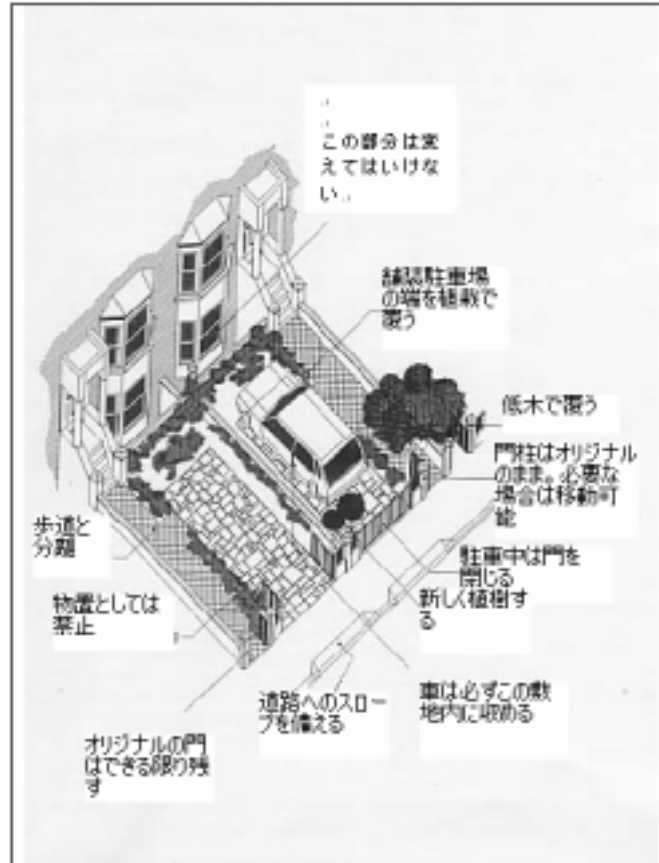 この部分は変
えてはいけな
い。
舗装駐車場
の端を植栽で
覆う
低木で覆う
門柱はオリジナル
のまま。必要な
場合は移動可
能
歩道と
分離
駐車中は門を
閉じる
新しく植樹す
る
物置としては
禁止
車は必ずこの敷
地内に収める
道路へのスロー
プを備える
オリジナルの門
はできる限り残
す